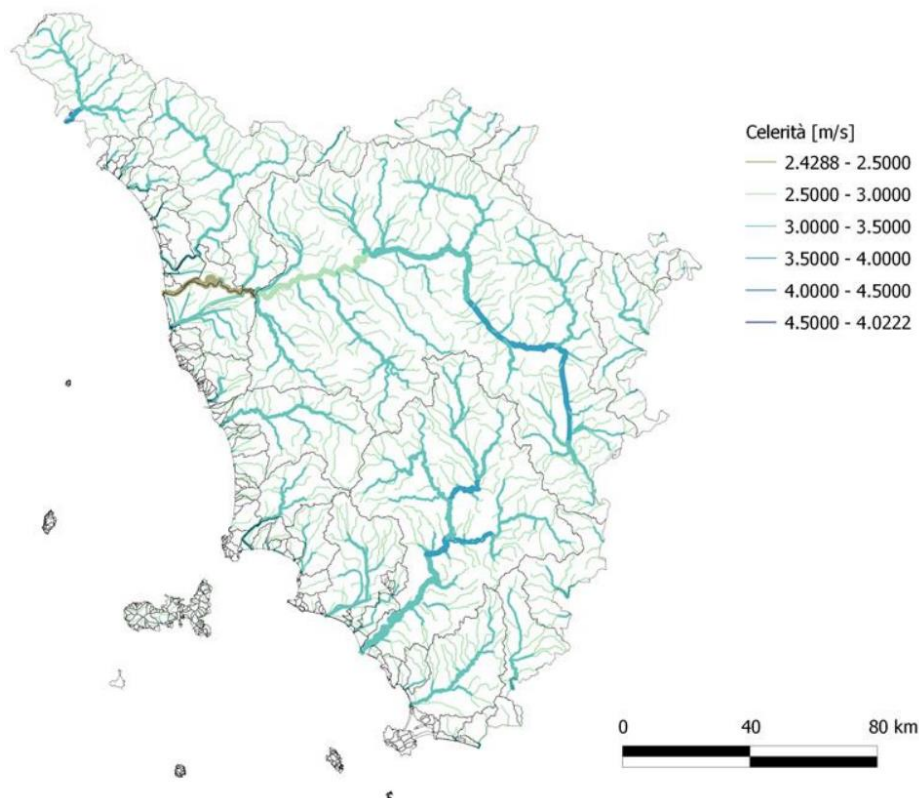 Celerità [m/s]
2.4288 - 2.5000
2.5000 - 3.0000
3.0000 - 3.5000
3.5000 - 4.0000
4.0000 - 4.5000
4.5000 - 4.0222
0 40 80 km